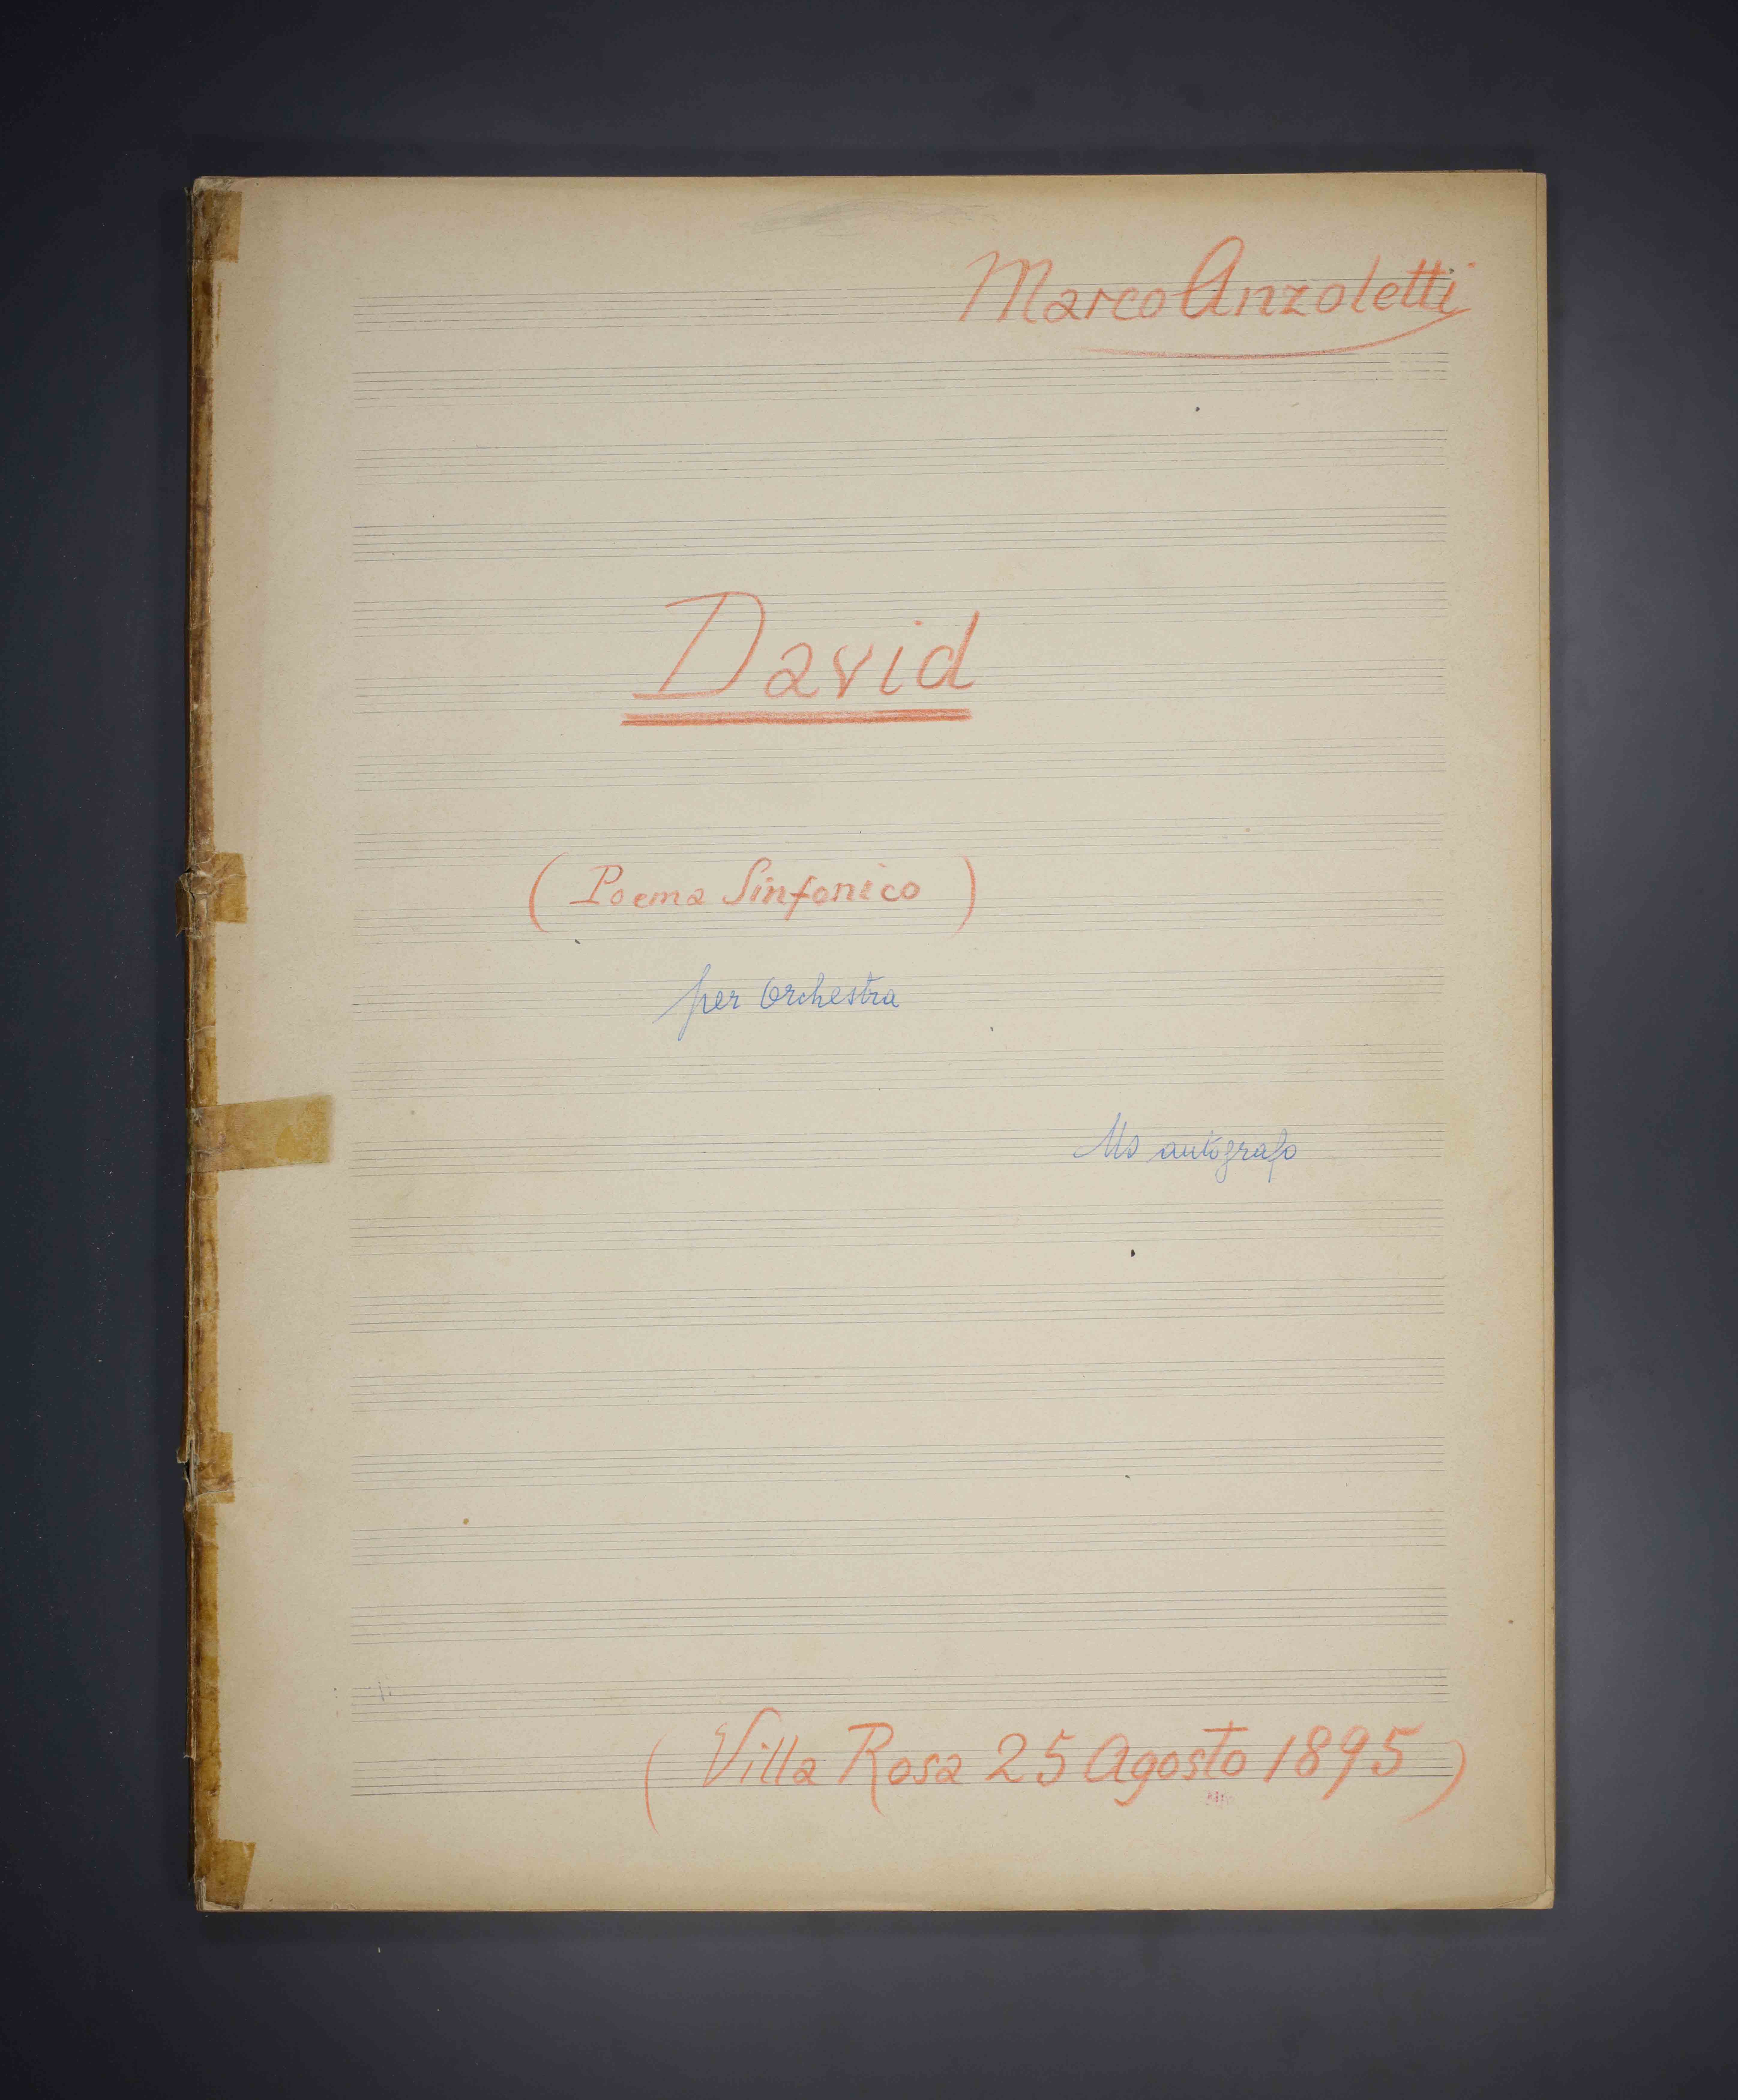 Marco Anzoletti
David
( Poema Sinfonico )
per Orchestra
Ms autografo
( Villa Rosa 25 Agosto 1895 )